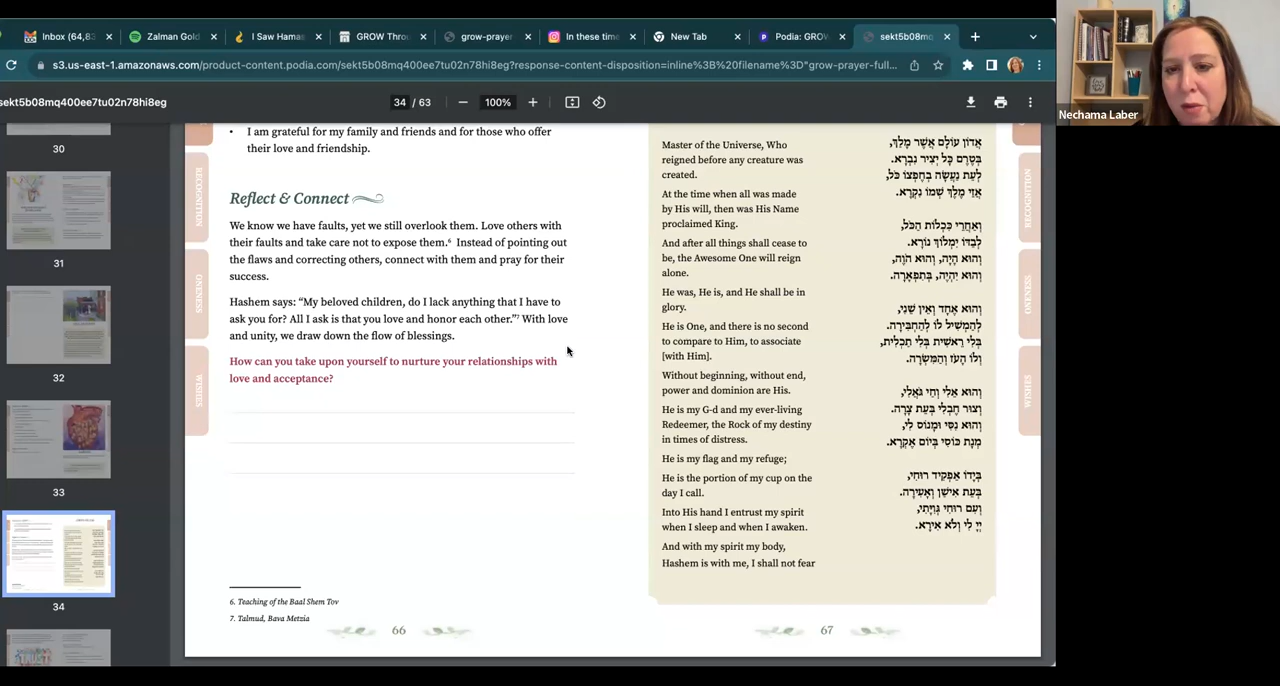 Inbox (64,83
Zalman Gold
I Saw Hamas
GROW Throu
grow-prayer
In these time
New Tab
Podia: GROW
sekt5b08mq
s3.us-east-1.amazonaws.com/product-content.podia.com/sekt5b08mq400ee7tu02n78hi8eg?response-content-disposition=inline%3B%20filename%3D"grow-prayer-full...
sekt5b08mq400ee7tu02n78hi8eg
34 / 63
100%
Nechama Laber
30
31
32
33
34
RECOGNITION
ONENESS
WISHES
• I am grateful for my family and friends and for those who offer
their love and friendship.
Reflect & Connect
We know we have faults, yet we still overlook them. Love others with
their faults and take care not to expose them.⁶ Instead of pointing out
the flaws and correcting others, connect with them and pray for their
success.
Hashem says: “My beloved children, do I lack anything that I have to
ask you for? All I ask is that you love and honor each other.”⁷ With love
and unity, we draw down the flow of blessings.
How can you take upon yourself to nurture your relationships with
love and acceptance?
6. Teaching of the Baal Shem Tov
7. Talmud, Bava Metzia
66
Master of the Universe, Who
reigned before any creature was
created.
At the time when all was made
by His will, then was His Name
proclaimed King.
And after all things shall cease to
be, the Awesome One will reign
alone.
He was, He is, and He shall be in
glory.
He is One, and there is no second
to compare to Him, to associate
[with Him].
Without beginning, without end,
power and dominion are His.
He is my G-d and my ever-living
Redeemer, the Rock of my destiny
in times of distress.
He is my flag and my refuge;
He is the portion of my cup on the
day I call.
Into His hand I entrust my spirit
when I sleep and when I awaken.
And with my spirit my body,
Hashem is with me, I shall not fear
אֲדוֹן עוֹלָם אֲשֶׁר מָלַךְ,
בְּטֶרֶם כָּל יְצִיר נִבְרָא.
לְעֵת נַעֲשָׂה בְחֶפְצוֹ כֹּל,
אֲזַי מֶלֶךְ שְׁמוֹ נִקְרָא.
וְאַחֲרֵי כִּכְלוֹת הַכֹּל,
לְבַדּוֹ יִמְלוֹךְ נוֹרָא.
וְהוּא הָיָה, וְהוּא הֹוֶה,
וְהוּא יִהְיֶה, בְּתִפְאָרָה.
וְהוּא אֶחָד וְאֵין שֵׁנִי,
לְהַמְשִׁיל לוֹ לְהַחְבִּירָה.
בְּלִי רֵאשִׁית בְּלִי תַכְלִית,
וְלוֹ הָעֹז וְהַמִּשְׂרָה.
וְהוּא אֵלִי וְחַי גֹּאֲלִי,
וְצוּר חֶבְלִי בְּעֵת צָרָה.
וְהוּא נִסִּי וּמָנוֹס לִי,
מְנָת כּוֹסִי בְּיוֹם אֶקְרָא.
בְּיָדוֹ אַפְקִיד רוּחִי,
בְּעֵת אִישַׁן וְאָעִירָה.
וְעִם רוּחִי גְּוִיָּתִי,
יְיָ לִי וְלֹא אִירָא.
67
RECOGNITION
ONENESS
WISHES